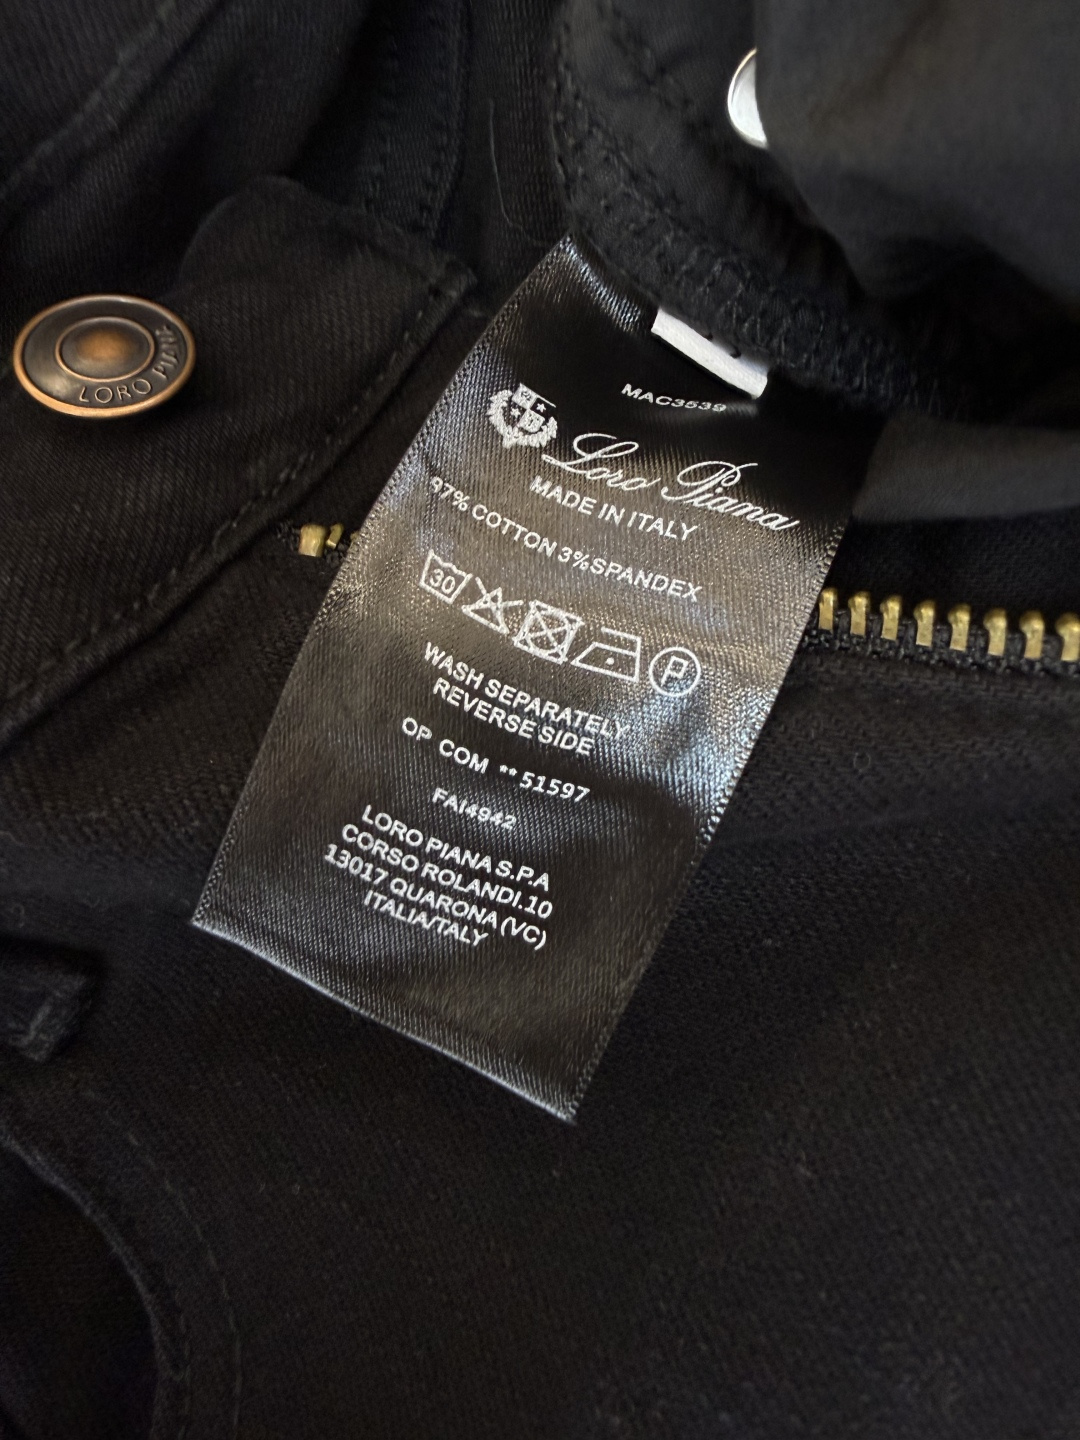 LORO PIANA
MAC3539
Loro Piana
MADE IN ITALY
97% COTTON 3%SPANDEX
30
P
WASH SEPARATELY
REVERSE SIDE
OP COM **51597
FAI4942
LORO PIANA S.P.A
CORSO ROLANDI.10
13017 QUARONA (VC)
ITALIA/TALY